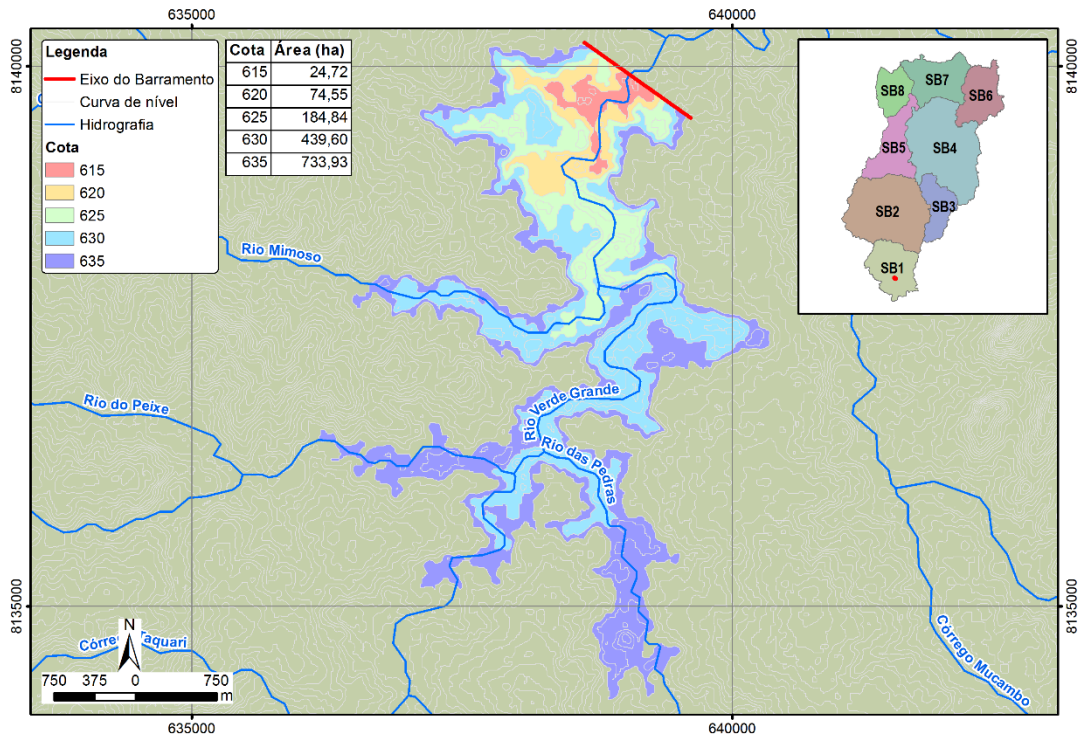 635000 640000
8140000
8140000
Legenda
Eixo do Barramento
Curva de nível
Hidrografia
Cota
615
620
625
630
635
Cota Área (ha)
615 24,72
620 74,55
625 184,84
630 439,60
635 733,93
SB8
SB7
SB6
SB5
SB4
SB2
SB3
SB1
Rio Mimoso
Rio do Peixe
Rio Verde Grande
Rio das Pedras
8135000
8135000
Córrego Mucambo
N
750 375 0 750
m
635000 640000